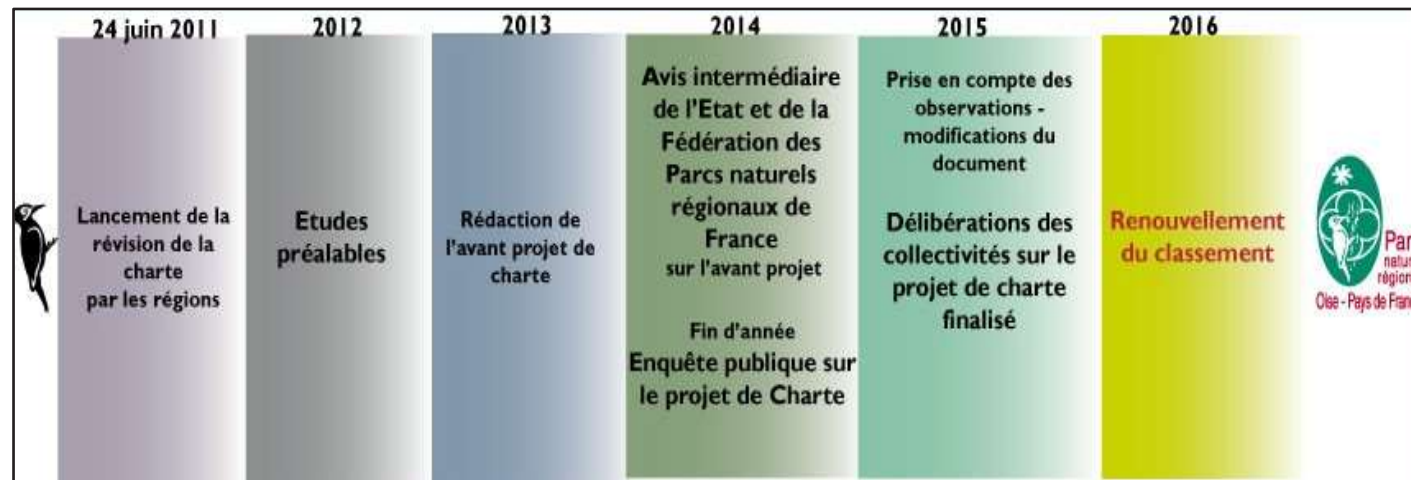 24 juin 2011
Lancement de la
révision de la
charte
par les régions
2012
Etudes
préalables
2013
Rédaction de
l'avant projet de
charte
2014
Avis intermédiaire
de l'Etat et de la
Fédération des
Parcs naturels
régionaux de
France
sur l'avant projet
Fin d'année
Enquête publique sur
le projet de Charte
2015
Prise en compte des
observations -
modifications du
document
Délibérations des
collectivités sur le
projet de charte
finalisé
2016
Renouvellement
du classement
Oise - Pays de